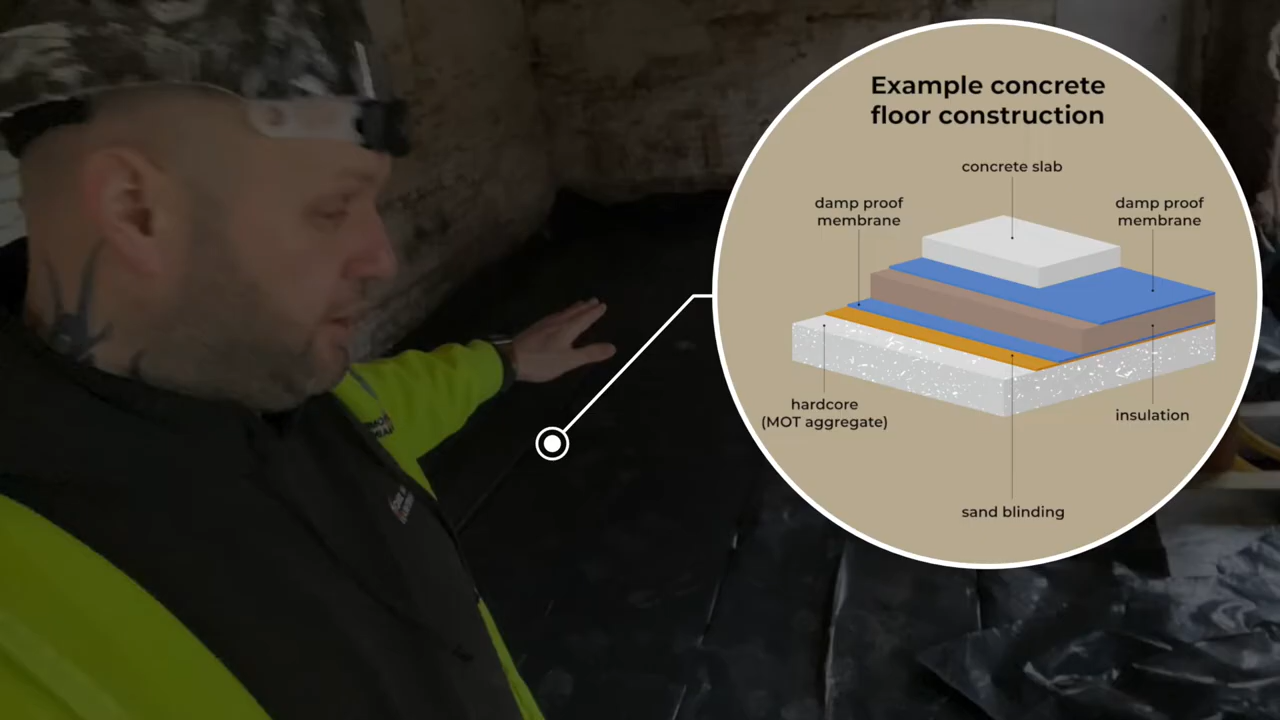 Example concrete
floor construction
concrete slab
damp proof
membrane
damp proof
membrane
hardcore
(MOT aggregate)
insulation
sand blinding